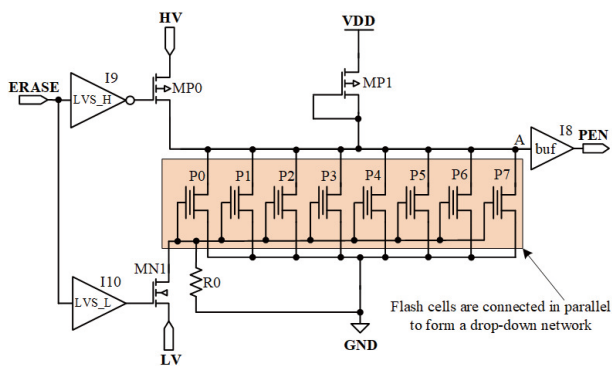 HV
VDD
I9
ERASE
LVS_H
MP0
MP1
A
I8
PEN
buf
P0 P1 P2 P3 P4 P5 P6 P7
MN1
I10
R0
LVS_L
Flash cells are connected in parallel
to form a drop-down network
GND
LV